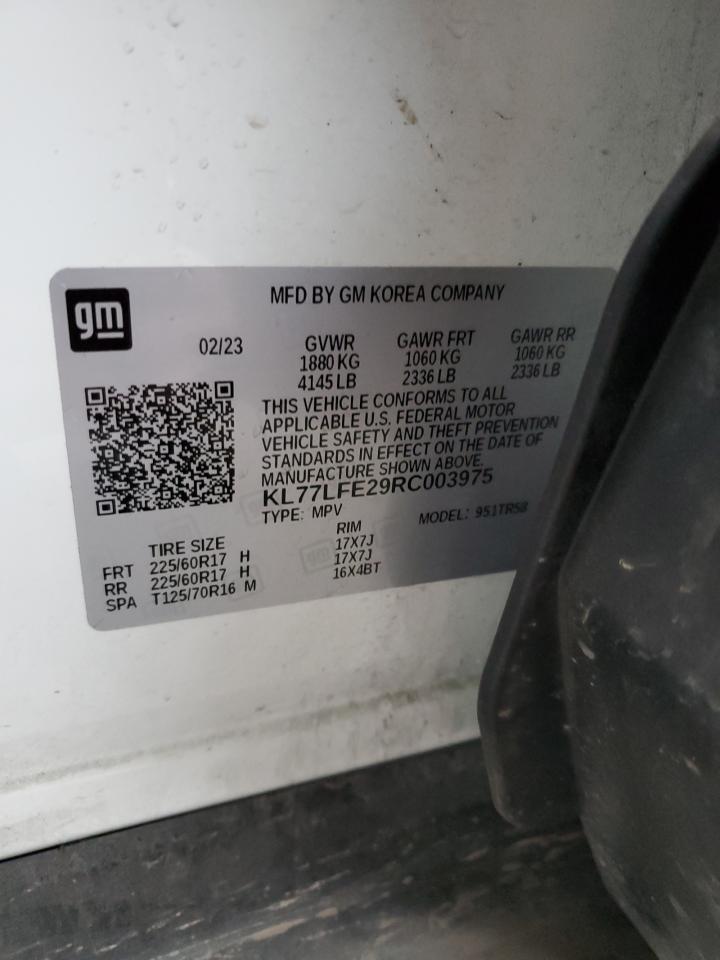 gm
MFD BY GM KOREA COMPANY
02/23 GVWR GAWR FRT GAWR RR
1880 KG 1060 KG 1060 KG
4145 LB 2336 LB 2336 LB
THIS VEHICLE CONFORMS TO ALL
APPLICABLE U.S. FEDERAL MOTOR
VEHICLE SAFETY AND THEFT PREVENTION
STANDARDS IN EFFECT ON THE DATE OF
MANUFACTURE SHOWN ABOVE.
KL77LFE29RC003975
TYPE: MPV MODEL: 951TR58
TIRE SIZE RIM
FRT 225/60R17 H 17X7J
RR 225/60R17 H 17X7J
SPA T125/70R16 M 16X4BT